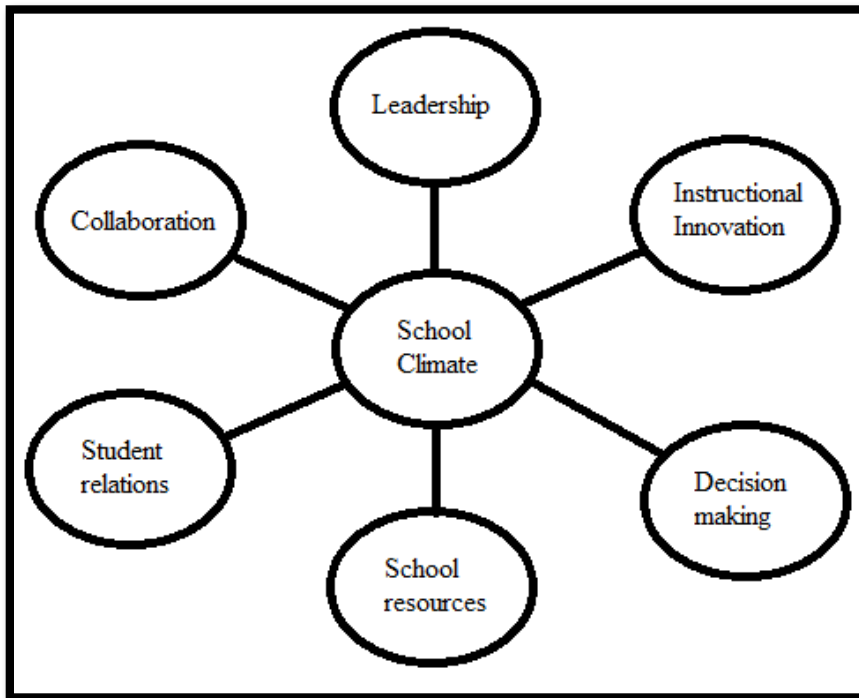 Leadership
Instructional
Innovation
Collaboration
School
Climate
Student
relations
Decision
making
School
resources